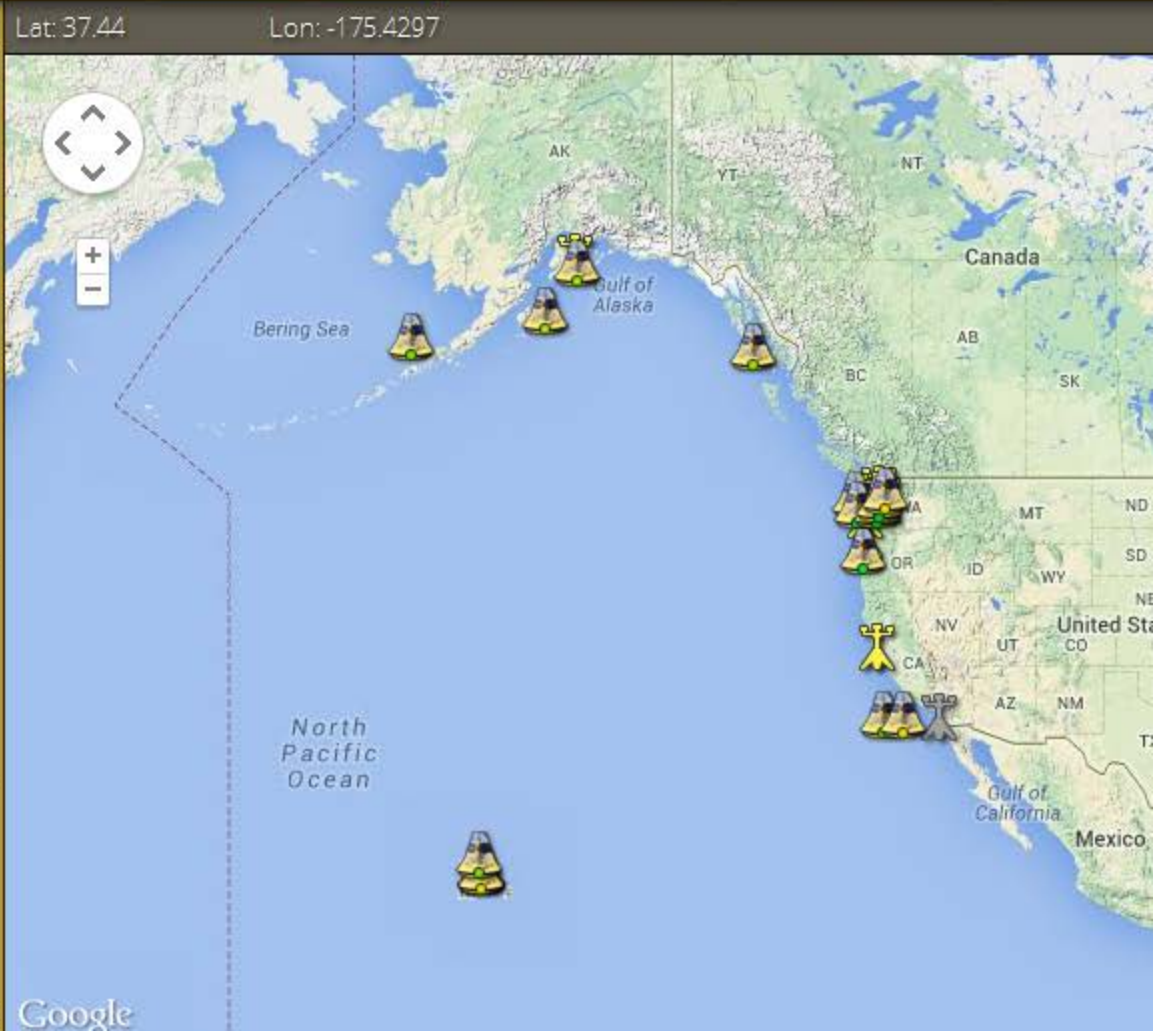 Lat: 37.44 Lon: -175.4297
AK
YT
NT
Canada
Gulf of
Alaska
Bering Sea
AB
BC
SK
MT
ND
OR
ID
SD
WY
NV
United Sta
UT
CO
CA
AZ
NM
North
Pacific
Ocean
Gulf of
California
Mexico
Google